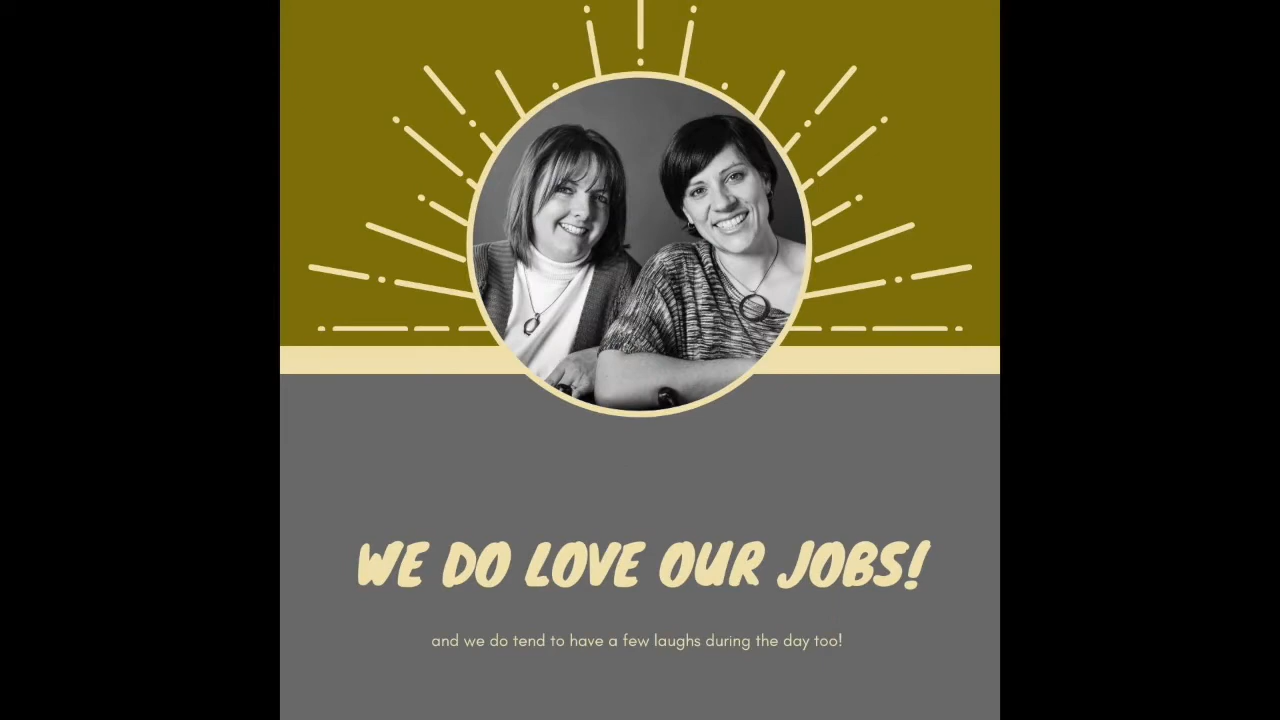 WE DO LOVE OUR JOBS!
and we do tend to have a few laughs during the day too!